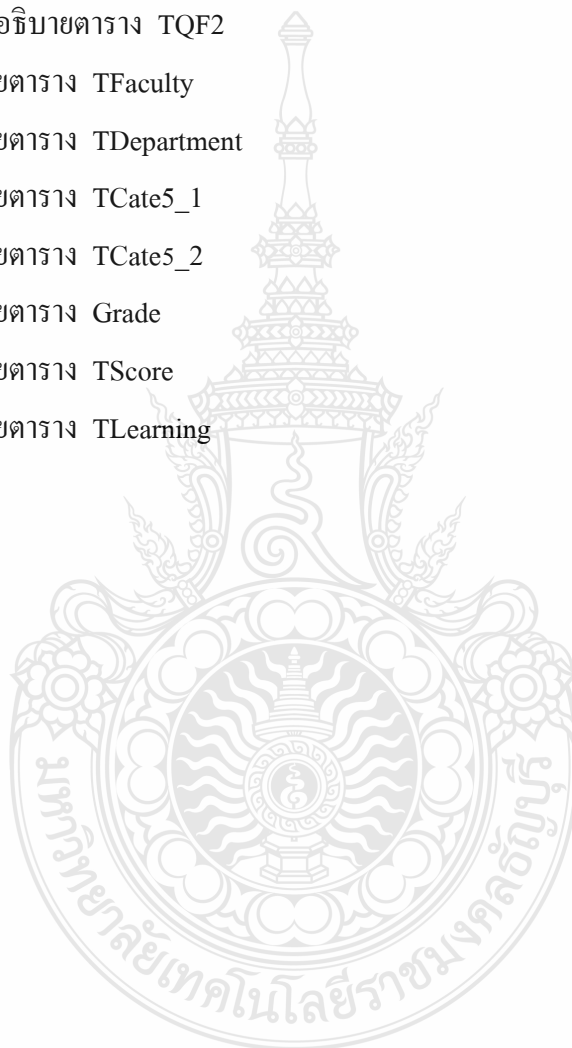 อธิบายตาราง TQF2
ยตาราง TFaculty
ยตาราง TDepartment
ยตาราง TCate5_1
ยตาราง TCate5_2
ยตาราง Grade
ยตาราง TScore
ยตาราง TLearning
มหาวิทยาลัยเทคโนโลยีราชมงคลธัญบุรี